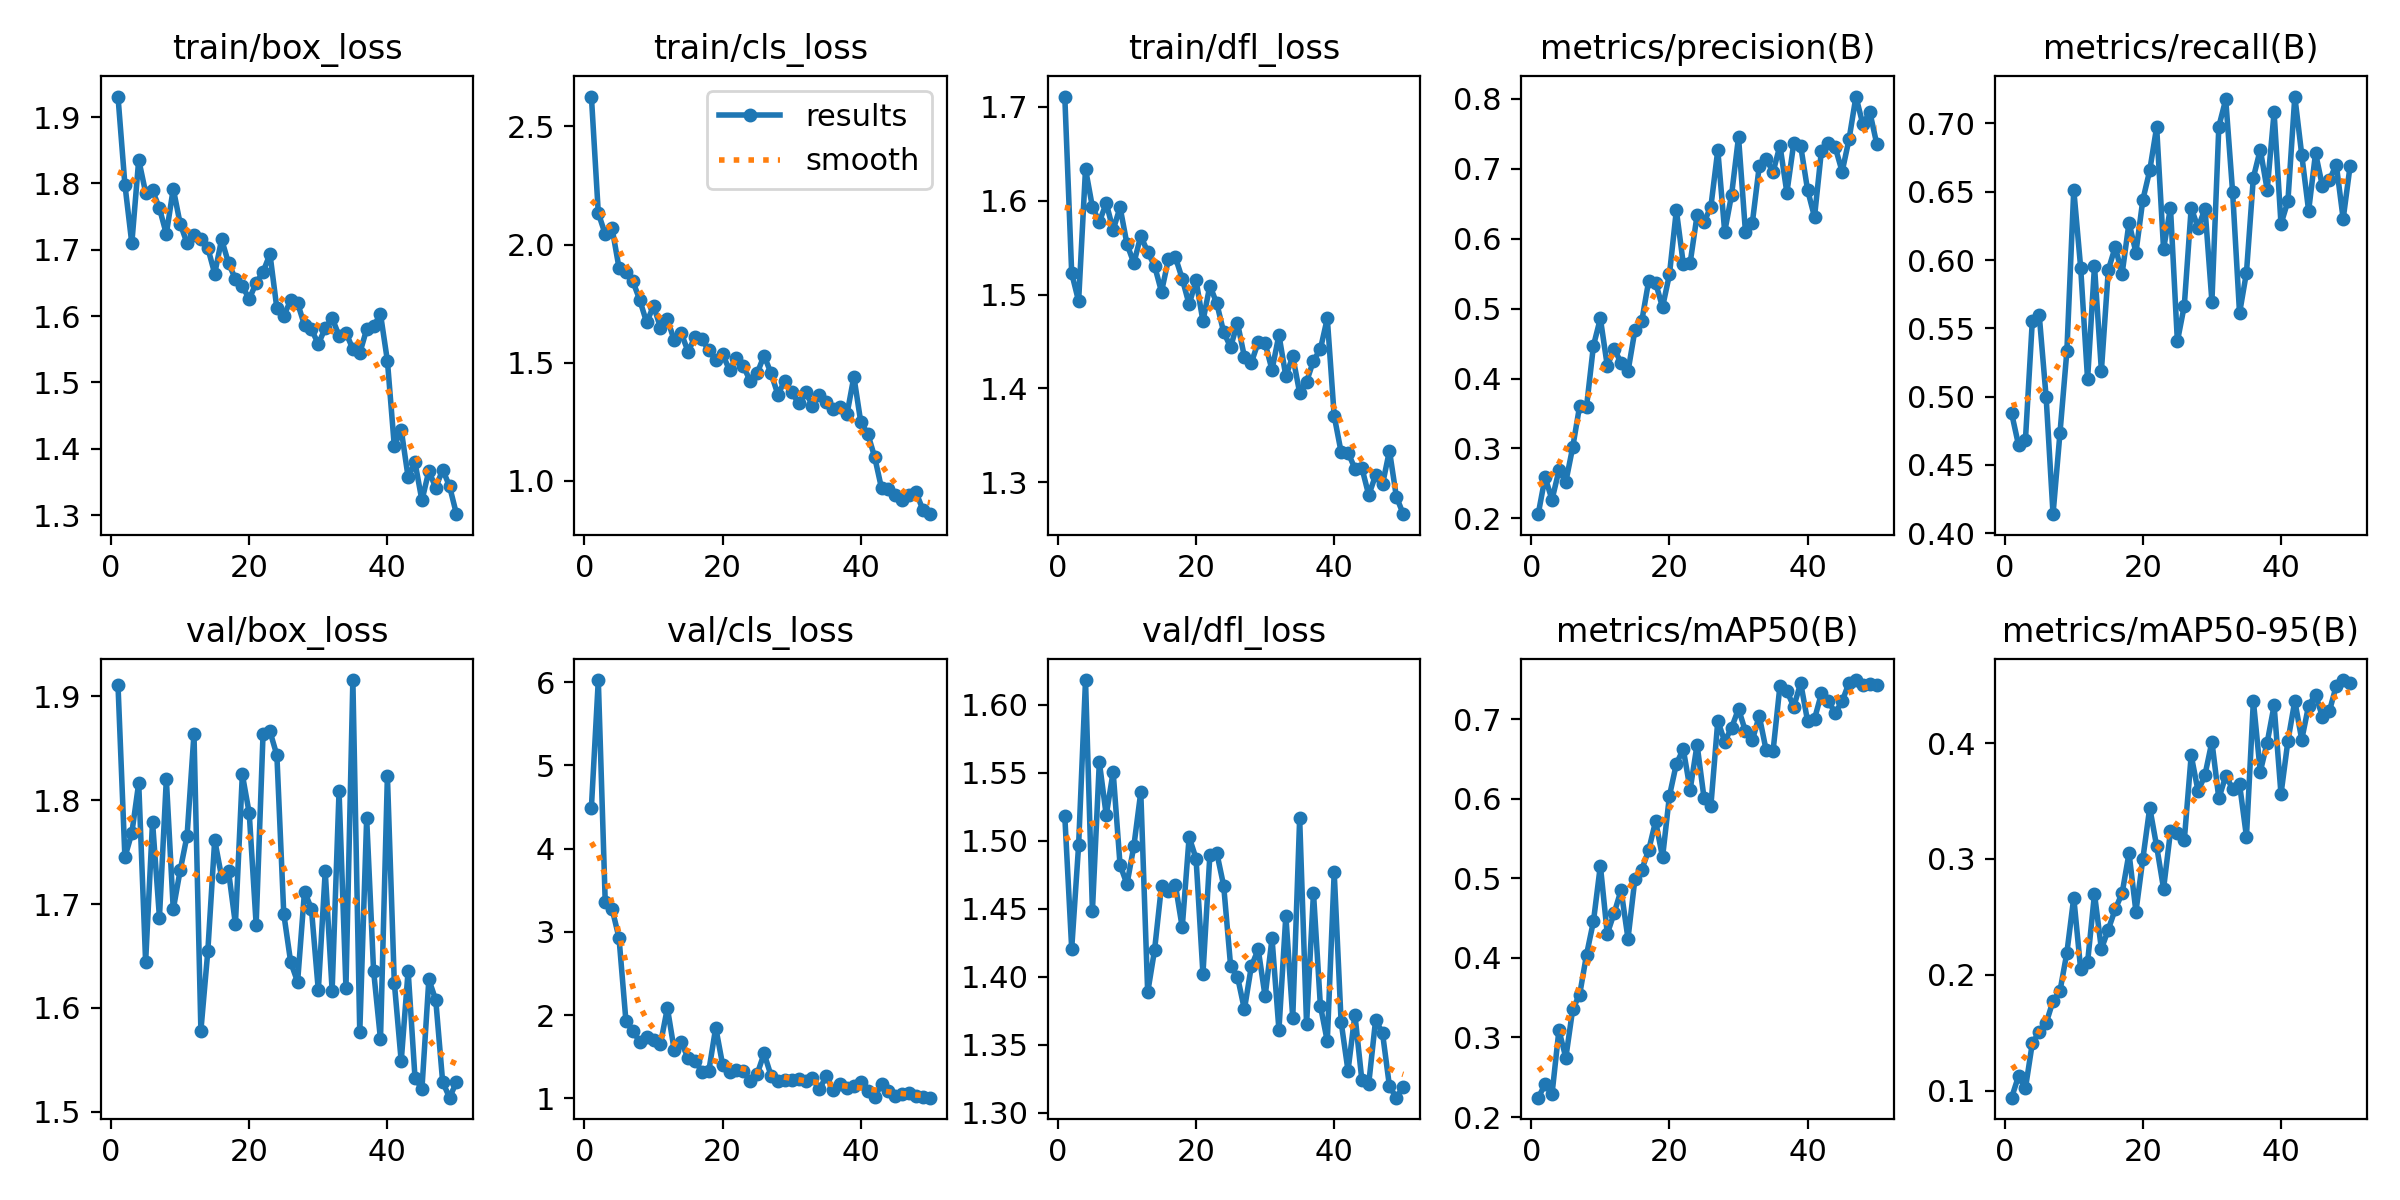 train/box_loss
1.9
1.8
1.7
1.6
1.5
1.4
1.3
0 20 40
train/cls_loss
results
smooth
2.5
2.0
1.5
1.0
0 20 40
train/dfl_loss
1.7
1.6
1.5
1.4
1.3
0 20 40
metrics/precision(B)
0.8
0.7
0.6
0.5
0.4
0.3
0.2
0 20 40
metrics/recall(B)
0.70
0.65
0.60
0.55
0.50
0.45
0.40
0 20 40
val/box_loss
1.9
1.8
1.7
1.6
1.5
0 20 40
val/cls_loss
6
5
4
3
2
1
0 20 40
val/dfl_loss
1.60
1.55
1.50
1.45
1.40
1.35
1.30
0 20 40
metrics/mAP50(B)
0.7
0.6
0.5
0.4
0.3
0.2
0 20 40
metrics/mAP50-95(B)
0.4
0.3
0.2
0.1
0 20 40